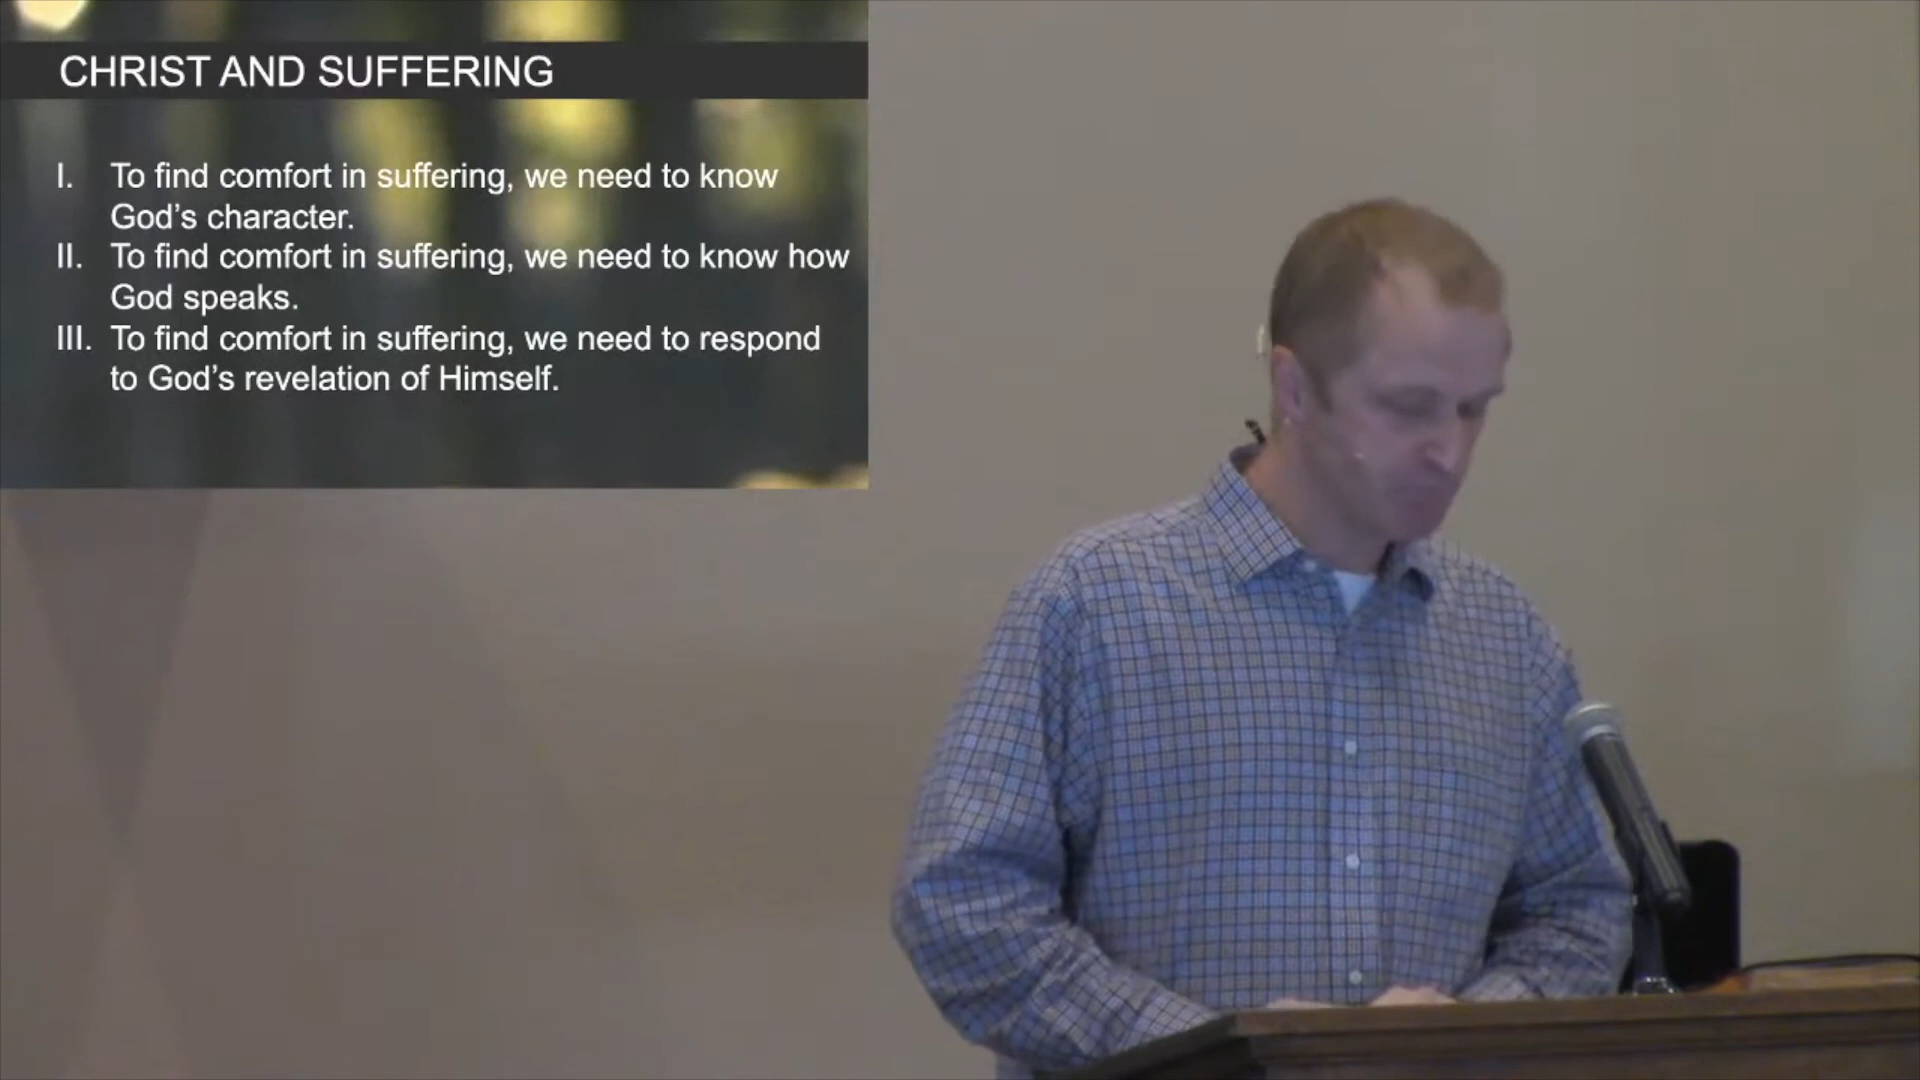 CHRIST AND SUFFERING
I. To find comfort in suffering, we need to know
God’s character.
II. To find comfort in suffering, we need to know how
God speaks.
III. To find comfort in suffering, we need to respond
to God’s revelation of Himself.